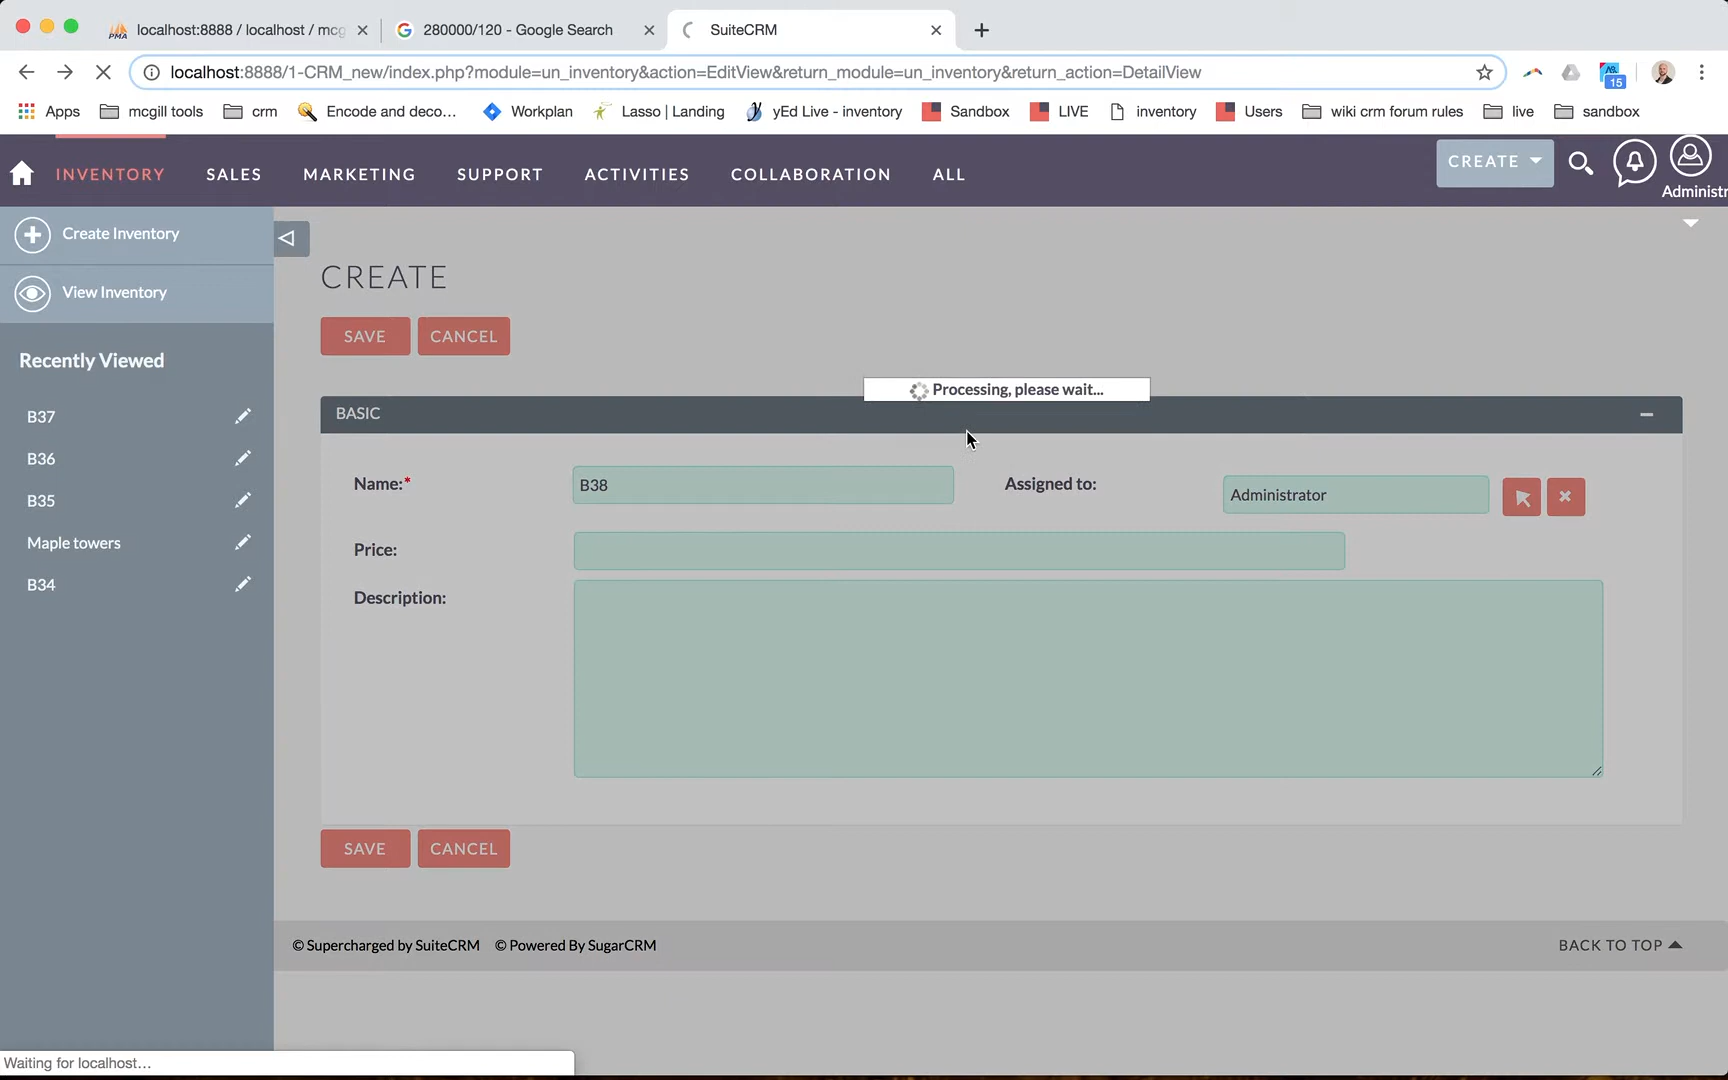 localhost:8888 / localhost / mcg
280000/120 - Google Search
SuiteCRM
localhost:8888/1-CRM_new/index.php?module=un_inventory&action=EditView&return_module=un_inventory&return_action=DetailView
15
Apps mcgill tools crm Encode and deco... Workplan Lasso | Landing yEd Live - inventory Sandbox LIVE inventory Users wiki crm forum rules live sandbox
INVENTORY SALES MARKETING SUPPORT ACTIVITIES COLLABORATION ALL CREATE
Administr
Create Inventory
View Inventory
Recently Viewed
B37
B36
B35
Maple towers
B34
CREATE
SAVE CANCEL
Processing, please wait...
BASIC
Name:* B38 Assigned to: Administrator
Price:
Description:
SAVE CANCEL
© Supercharged by SuiteCRM © Powered By SugarCRM BACK TO TOP
Waiting for localhost...